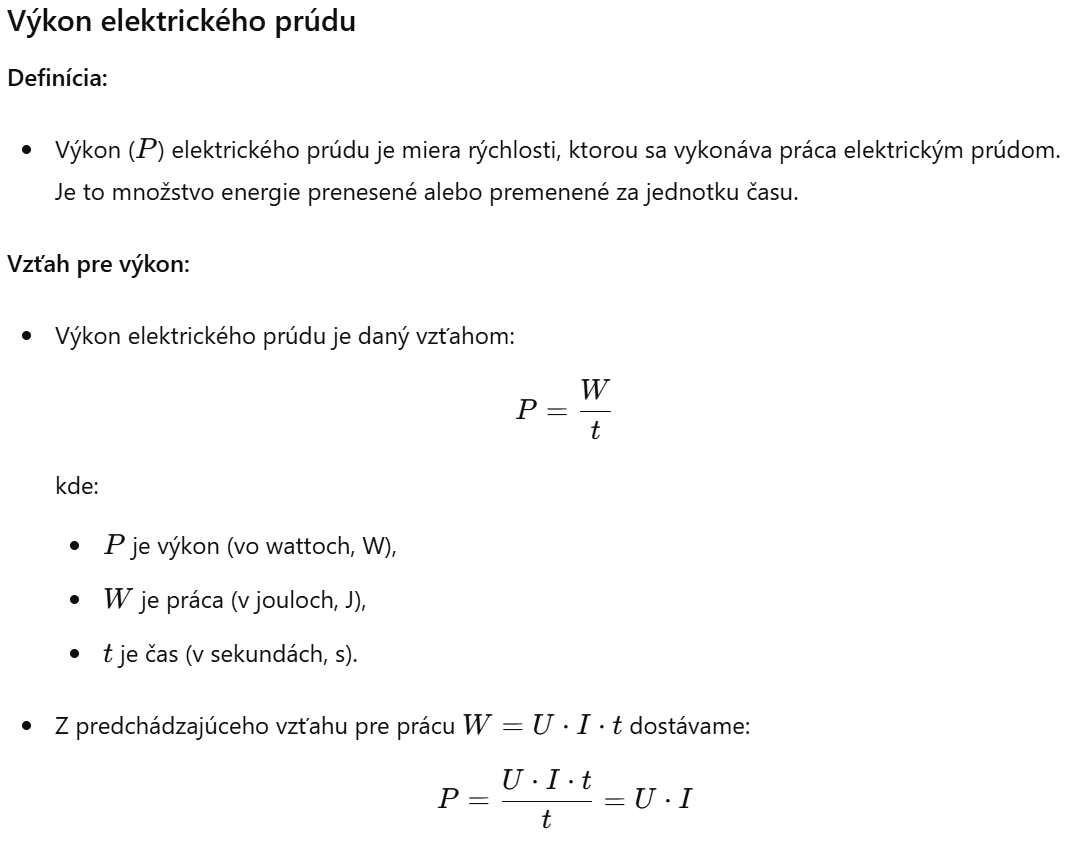 Výkon elektrického prúdu
Definícia:
• Výkon (P) elektrického prúdu je miera rýchlosti, ktorou sa vykonáva práca elektrickým prúdom.
Je to množstvo energie prenesené alebo premenené za jednotku času.
Vzťah pre výkon:
• Výkon elektrického prúdu je daný vzťahom:
P = W / t
kde:
• P je výkon (vo wattoch, W),
• W je práca (v jouloch, J),
• t je čas (v sekundách, s).
• Z predchádzajúceho vzťahu pre prácu W = U · I · t dostávame:
P = U · I · t / t = U · I